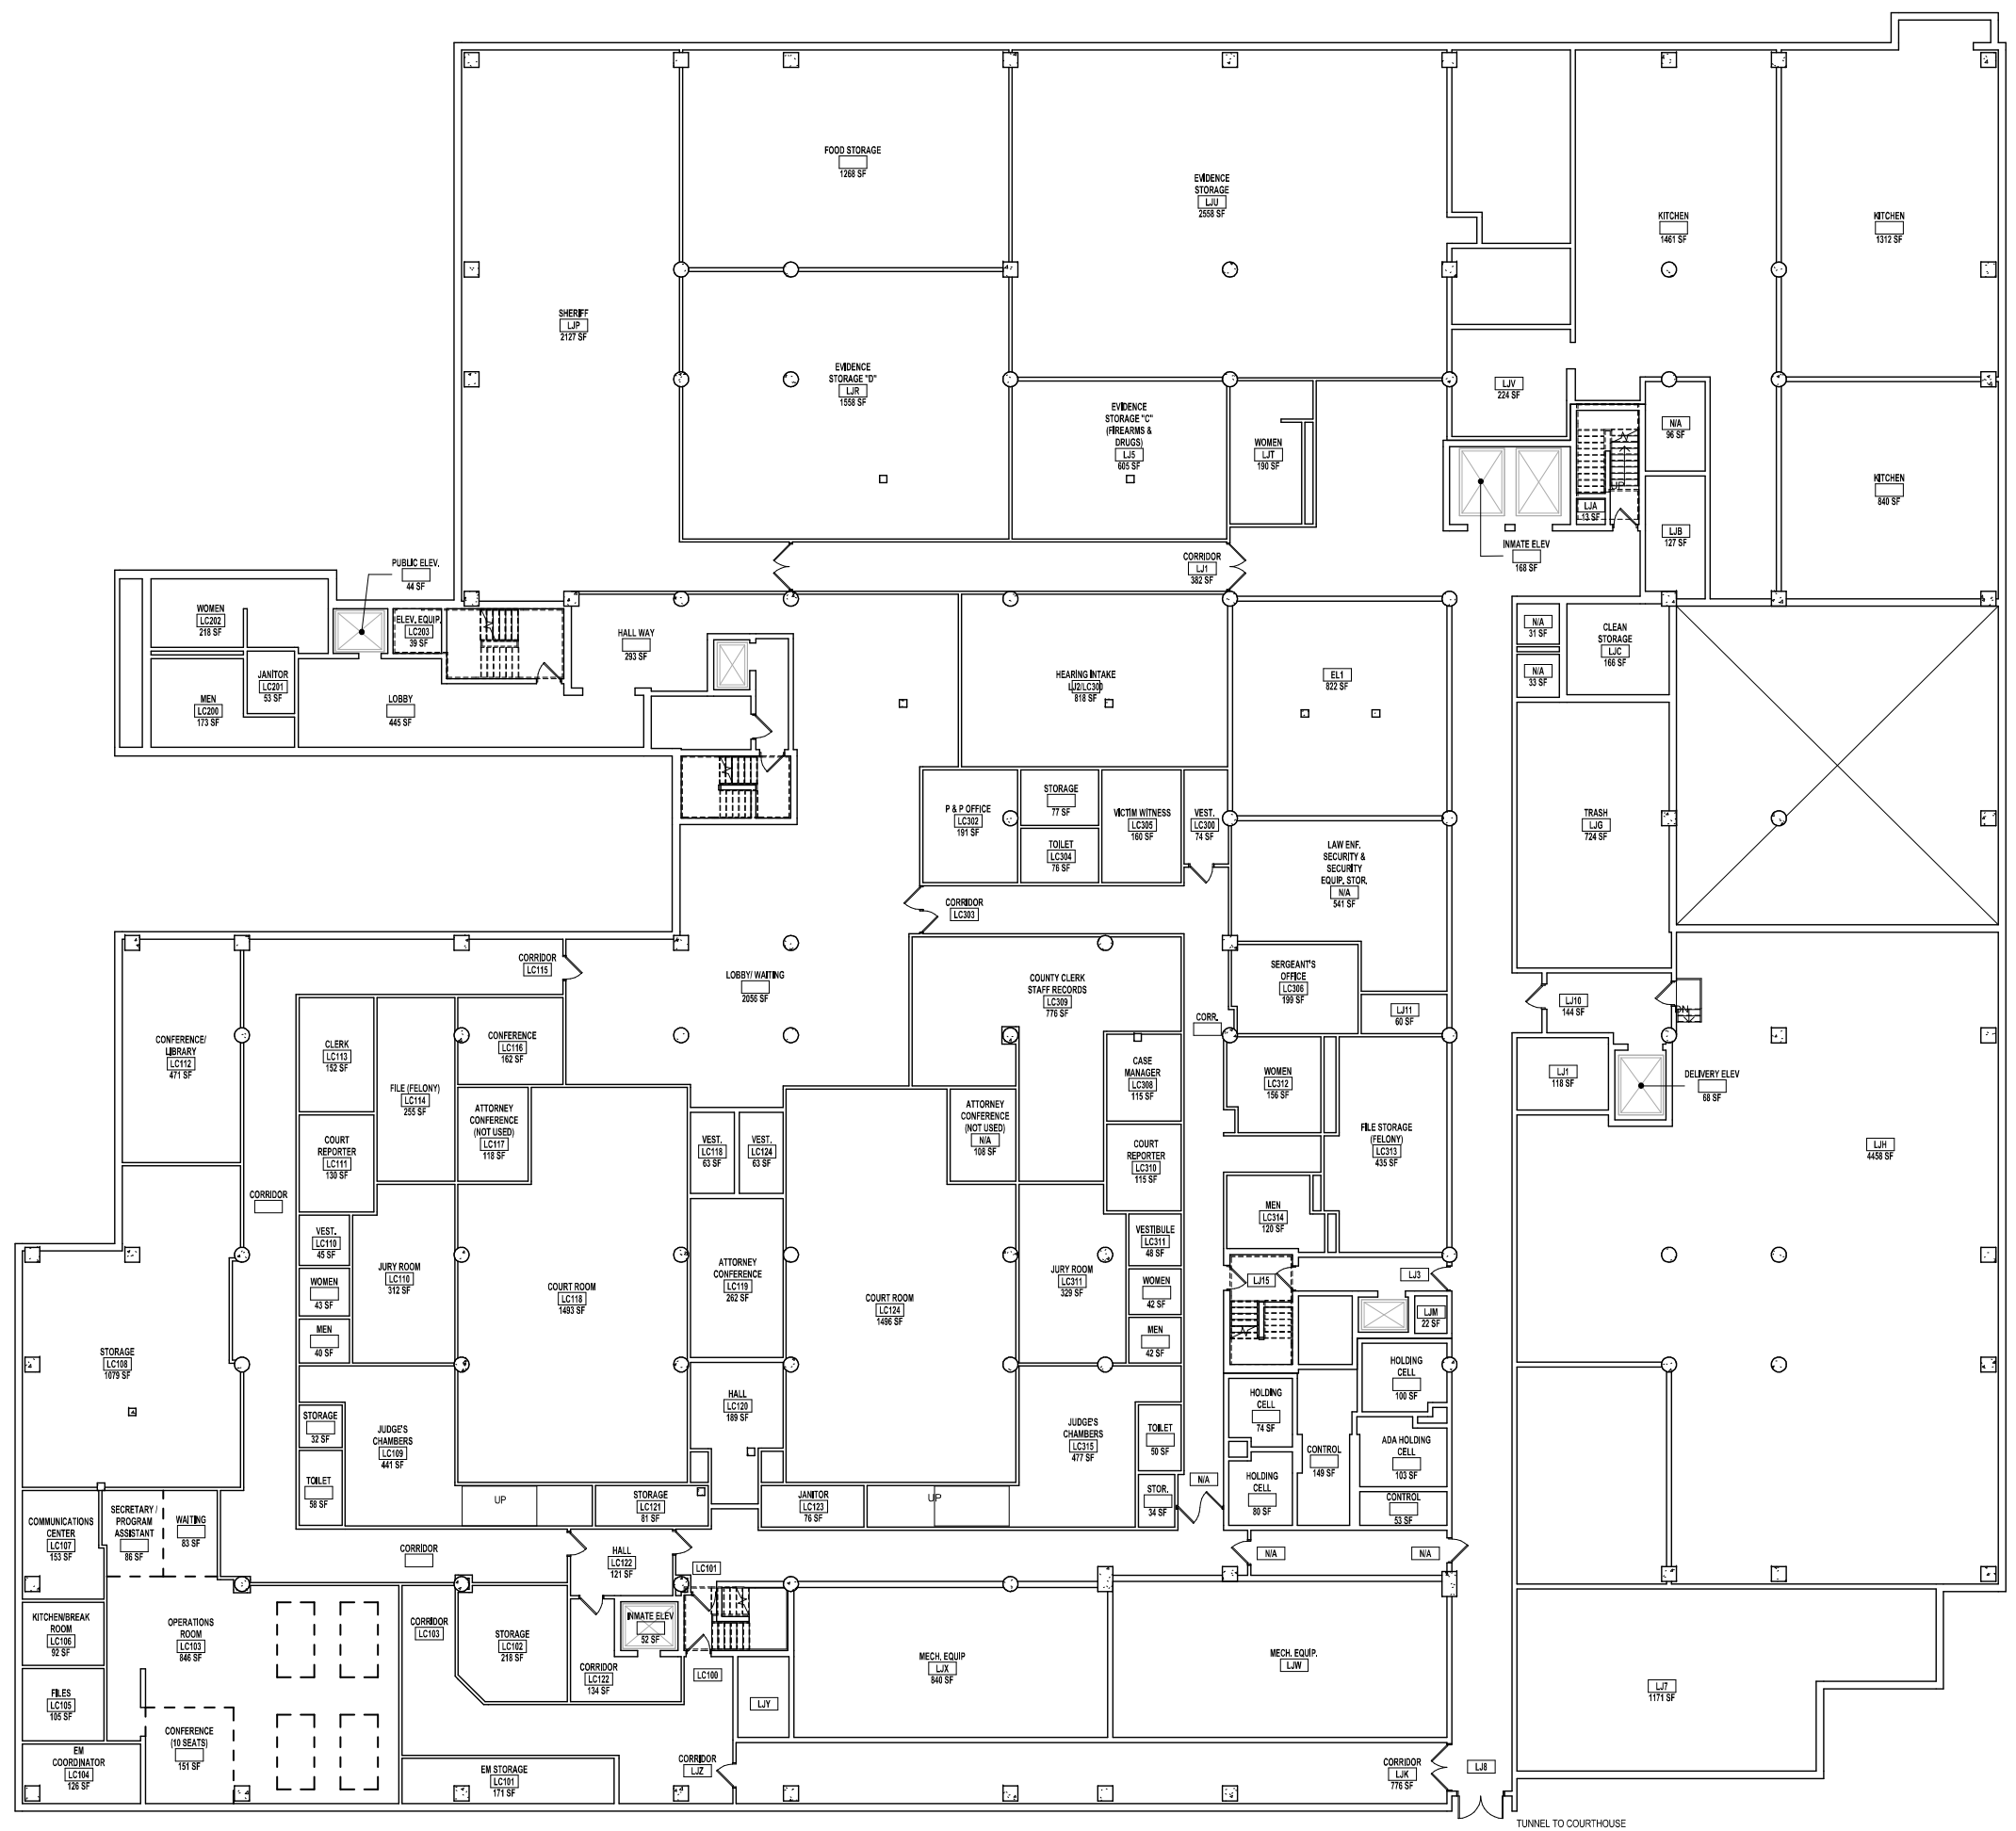 FOOD STORAGE
1268 SF
EVIDENCE
STORAGE
LJU
2558 SF
KITCHEN
1461 SF
KITCHEN
1312 SF
SHERIFF
LJP
2127 SF
EVIDENCE
STORAGE "D"
LJR
1558 SF
EVIDENCE
STORAGE "C"
(FIREARMS &
DRUGS)
LJ5
605 SF
WOMEN
LJT
190 SF
LJV
224 SF
N/A
96 SF
KITCHEN
840 SF
UP
LJA
13 SF
LJB
127 SF
INMATE ELEV
168 SF
CORRIDOR
LJ1
382 SF
PUBLIC ELEV.
44 SF
WOMEN
LC202
218 SF
ELEV. EQUIP.
LC203
39 SF
HALL WAY
293 SF
JANITOR
LC201
53 SF
MEN
LC200
173 SF
LOBBY
445 SF
HEARING INTAKE
LJ2/LC300
818 SF
EL1
822 SF
N/A
31 SF
N/A
33 SF
CLEAN
STORAGE
LJC
166 SF
P & P OFFICE
LC302
191 SF
STORAGE
77 SF
TOILET
LC304
76 SF
VICTIM WITNESS
LC305
160 SF
VEST.
LC300
74 SF
TRASH
LJG
724 SF
LAW ENF.
SECURITY &
SECURITY
EQUIP. STOR.
N/A
541 SF
CORRIDOR
LC303
CORRIDOR
LC115
LOBBY/ WAITING
2056 SF
COUNTY CLERK
STAFF RECORDS
LC309
776 SF
SERGEANT'S
OFFICE
LC306
199 SF
LJ11
60 SF
LJ10
144 SF
DN
CORR.
CONFERENCE/
LIBRARY
LC112
471 SF
CLERK
LC113
152 SF
FILE (FELONY)
LC114
255 SF
CONFERENCE
LC116
162 SF
CASE
MANAGER
LC308
115 SF
WOMEN
LC312
156 SF
LJ1
118 SF
DELIVERY ELEV
68 SF
ATTORNEY
CONFERENCE
(NOT USED)
LC117
118 SF
ATTORNEY
CONFERENCE
(NOT USED)
N/A
108 SF
COURT
REPORTER
LC111
130 SF
VEST.
LC118
63 SF
VEST.
LC124
63 SF
COURT
REPORTER
LC310
115 SF
FILE STORAGE
(FELONY)
LC313
435 SF
LJH
4458 SF
CORRIDOR
VEST.
LC110
45 SF
MEN
LC314
120 SF
VESTIBULE
LC311
48 SF
JURY ROOM
LC110
312 SF
WOMEN
43 SF
COURT ROOM
LC118
1493 SF
ATTORNEY
CONFERENCE
LC119
262 SF
COURT ROOM
LC124
1496 SF
JURY ROOM
LC311
329 SF
WOMEN
42 SF
LJ15
LJ3
LJM
22 SF
MEN
40 SF
MEN
42 SF
STORAGE
LC108
1079 SF
HOLDING
CELL
100 SF
HALL
LC120
189 SF
HOLDING
CELL
74 SF
STORAGE
32 SF
JUDGE'S
CHAMBERS
LC109
441 SF
JUDGE'S
CHAMBERS
LC315
477 SF
TOILET
50 SF
CONTROL
149 SF
ADA HOLDING
CELL
103 SF
TOILET
58 SF
N/A
HOLDING
CELL
80 SF
UP
STORAGE
LC121
81 SF
JANITOR
LC123
76 SF
UP
STOR.
34 SF
CONTROL
53 SF
COMMUNICATIONS
CENTER
LC107
153 SF
SECRETARY /
PROGRAM
ASSISTANT
86 SF
WAITING
83 SF
CORRIDOR
HALL
LC122
121 SF
LC101
N/A
N/A
KITCHEN/BREAK
ROOM
LC106
92 SF
OPERATIONS
ROOM
LC103
846 SF
CORRIDOR
LC103
STORAGE
LC102
218 SF
INMATE ELEV
52 SF
CORRIDOR
LC122
134 SF
LC100
MECH. EQUIP
LJX
840 SF
MECH. EQUIP.
LJW
FILES
LC105
105 SF
LJY
LJ7
1171 SF
CONFERENCE
(10 SEATS)
151 SF
EM
COORDINATOR
LC104
126 SF
EM STORAGE
LC101
171 SF
CORRIDOR
LJZ
CORRIDOR
LJK
776 SF
LJ8
TUNNEL TO COURTHOUSE